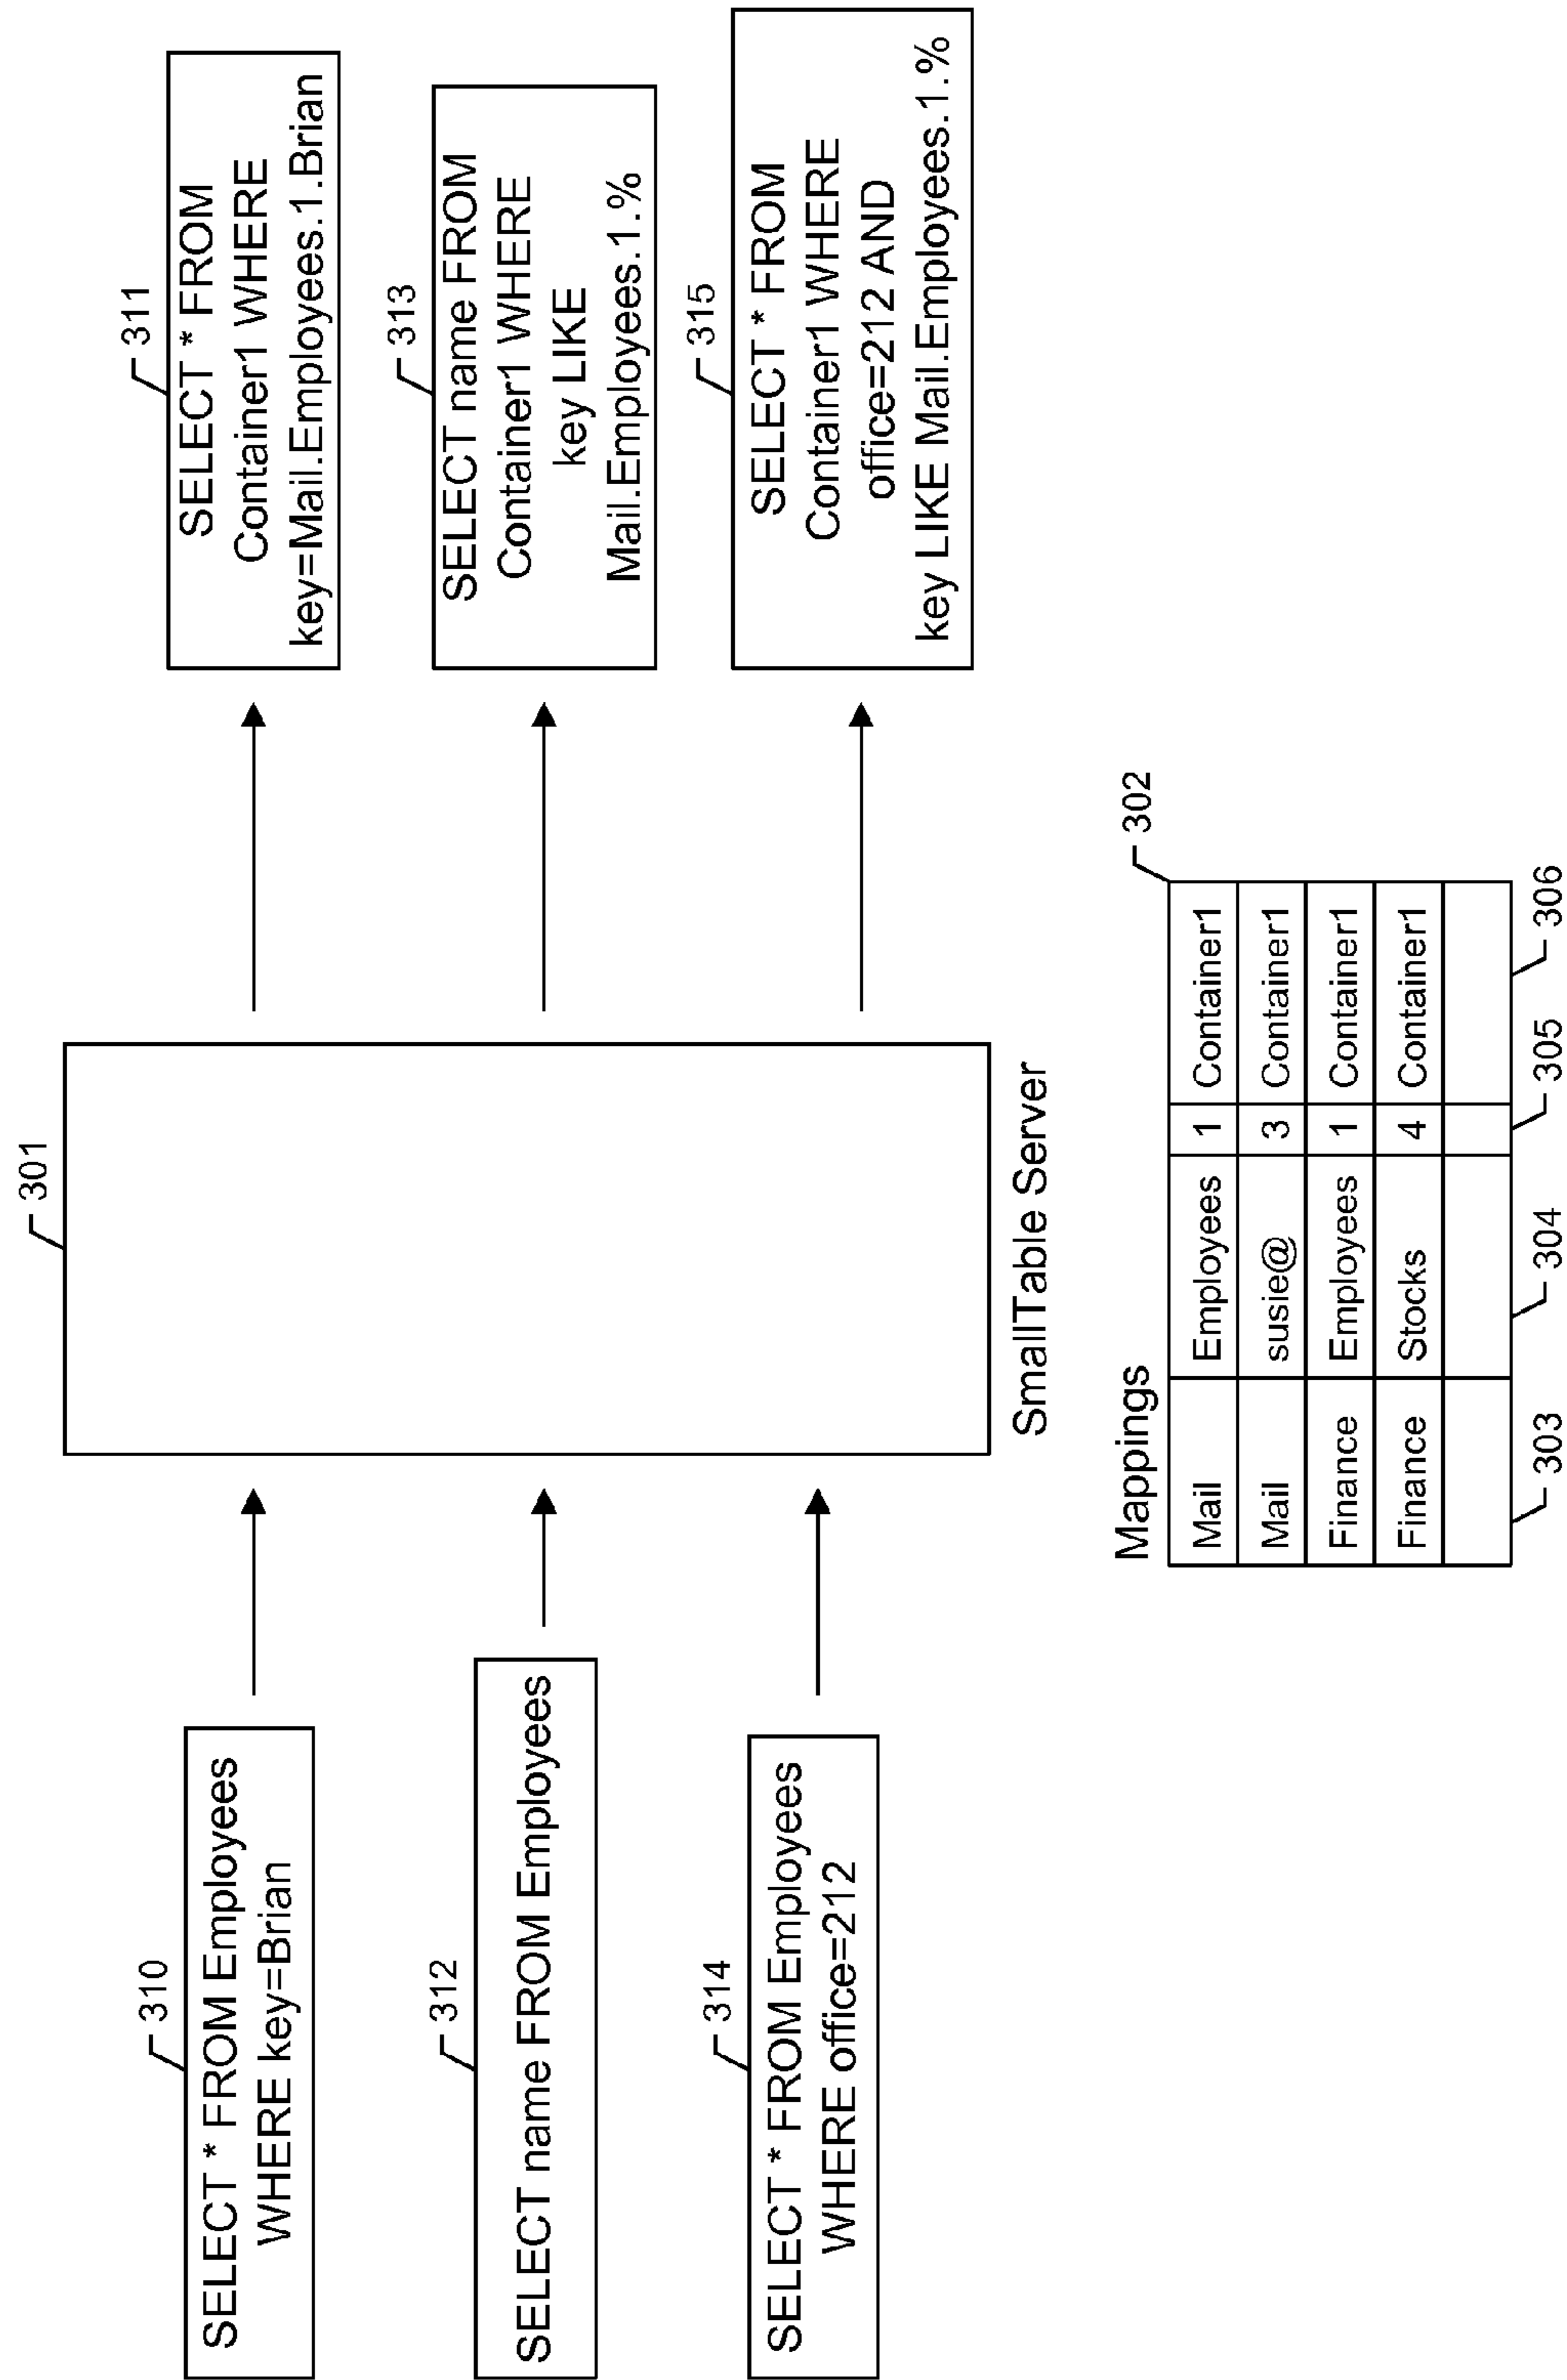 301
310
SELECT * FROM Employees
WHERE key=Brian
311
SELECT * FROM
Container1 WHERE
key=Mail.Employees.1.Brian
312
SELECT name FROM Employees
313
SELECT name FROM
Container1 WHERE
key LIKE
Mail.Employees.1.%
314
SELECT * FROM Employees
WHERE office=212
315
SELECT * FROM
Container1 WHERE
office=212 AND
key LIKE Mail.Employees.1.%
SmallTable Server
Mappings
302
Mail Employees 1 Container1
Mail susie@ 3 Container1
Finance Employees 1 Container1
Finance Stocks 4 Container1
303 304 305 306